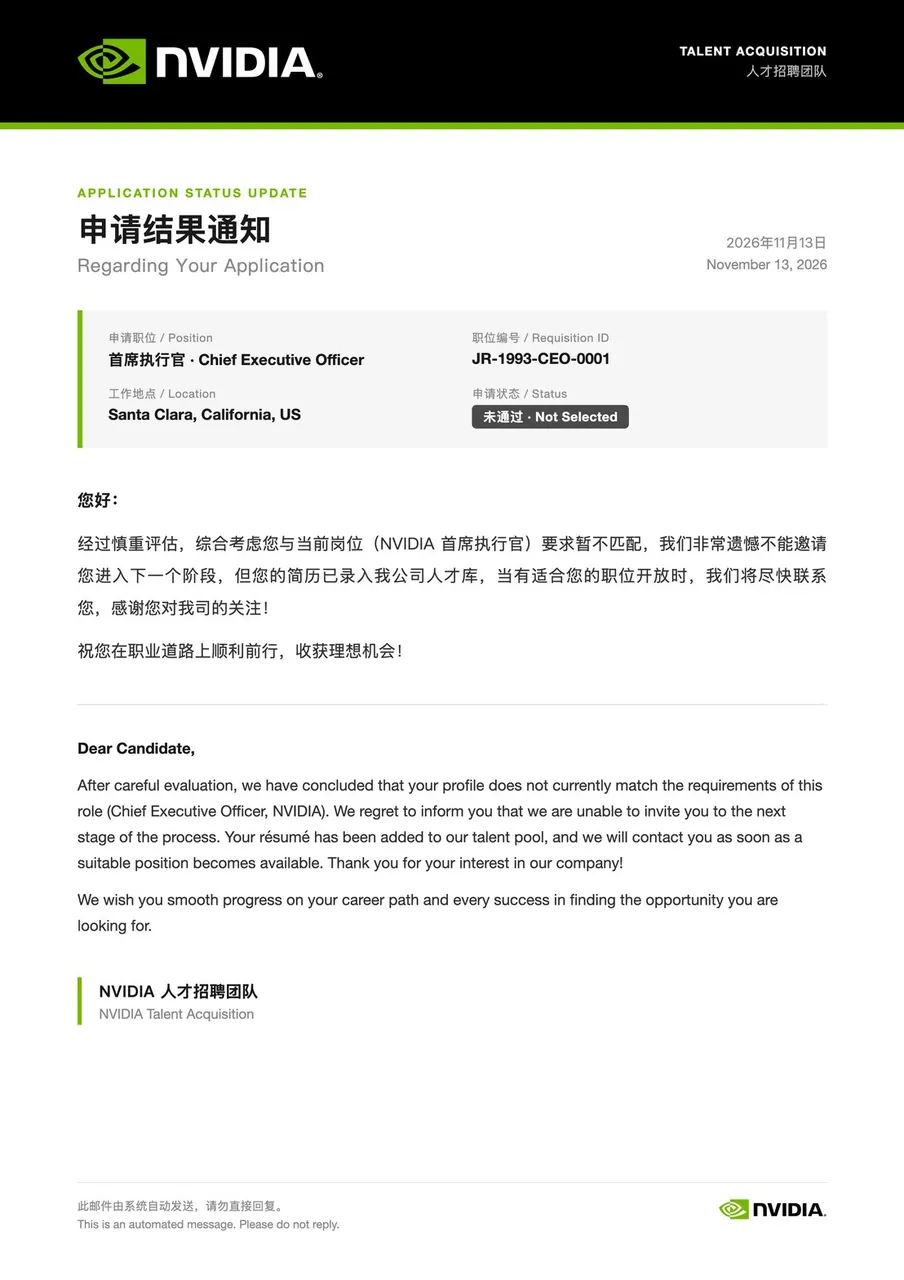 NVIDIA®
TALENT ACQUISITION
人才招聘团队
APPLICATION STATUS UPDATE
申请结果通知
Regarding Your Application
2026年11月13日
November 13, 2026
申请职位 / Position
首席执行官 · Chief Executive Officer
职位编号 / Requisition ID
JR-1993-CEO-0001
工作地点 / Location
Santa Clara, California, US
申请状态 / Status
未通过 · Not Selected
您好：
经过慎重评估，综合考虑您与当前岗位（NVIDIA 首席执行官）要求暂不匹配，我们非常遗憾不能邀请
您进入下一个阶段，但您的简历已录入我公司人才库，当有适合您的职位开放时，我们将尽快联系
您，感谢您对我司的关注！
祝您在职业道路上顺利前行，收获理想机会！
Dear Candidate,
After careful evaluation, we have concluded that your profile does not currently match the requirements of this
role (Chief Executive Officer, NVIDIA). We regret to inform you that we are unable to invite you to the next
stage of the process. Your résumé has been added to our talent pool, and we will contact you as soon as a
suitable position becomes available. Thank you for your interest in our company!
We wish you smooth progress on your career path and every success in finding the opportunity you are
looking for.
NVIDIA 人才招聘团队
NVIDIA Talent Acquisition
此邮件由系统自动发送，请勿直接回复。
This is an automated message. Please do not reply.
NVIDIA.